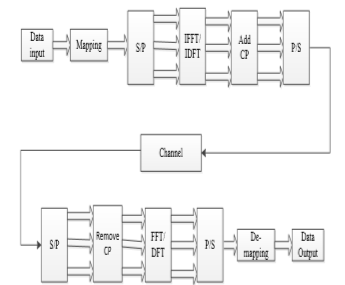 Data
input
Mapping
S/P
IFFT/
IDFT
Add
CP
P/S
Channel
S/P
Remove
CP
FFT/
DFT
P/S
De-
mapping
Data
Output